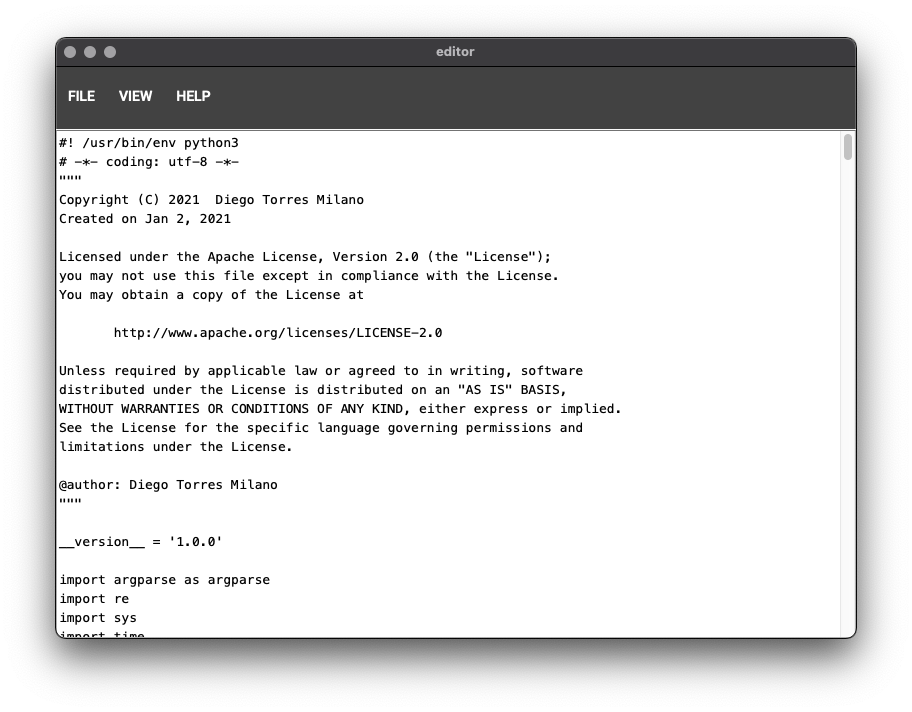 editor
FILE VIEW HELP
#! /usr/bin/env python3
# -*- coding: utf-8 -*-
"""
Copyright (C) 2021  Diego Torres Milano
Created on Jan 2, 2021

Licensed under the Apache License, Version 2.0 (the "License");
you may not use this file except in compliance with the License.
You may obtain a copy of the License at

       http://www.apache.org/licenses/LICENSE-2.0

Unless required by applicable law or agreed to in writing, software
distributed under the License is distributed on an "AS IS" BASIS,
WITHOUT WARRANTIES OR CONDITIONS OF ANY KIND, either express or implied.
See the License for the specific language governing permissions and
limitations under the License.

@author: Diego Torres Milano
"""

__version__ = '1.0.0'

import argparse as argparse
import re
import sys
import time